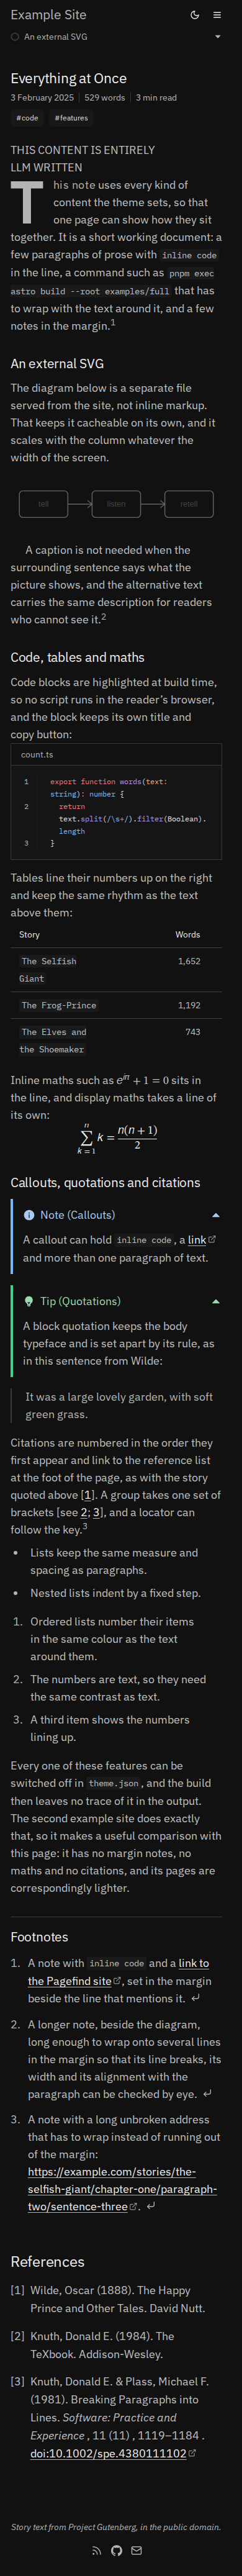 Example Site
An external SVG
Everything at Once
3 February 2025 | 529 words | 3 min read
#code #features
THIS CONTENT IS ENTIRELY
LLM WRITTEN
This note uses every kind of
content the theme sets, so that
one page can show how they sit
together. It is a short working document: a
few paragraphs of prose with inline code
in the line, a command such as pnpm exec
astro build --root examples/full that has
to wrap with the text around it, and a few
notes in the margin.1
An external SVG
The diagram below is a separate file
served from the site, not inline markup.
That keeps it cacheable on its own, and it
scales with the column whatever the
width of the screen.
tell listen retell
A caption is not needed when the
surrounding sentence says what the
picture shows, and the alternative text
carries the same description for readers
who cannot see it.2
Code, tables and maths
Code blocks are highlighted at build time,
so no script runs in the reader's browser,
and the block keeps its own title and
copy button:
count.ts
1 export function words(text:
string): number {
2 return
text.split(/\s+/).filter(Boolean).
length
3 }
Tables line their numbers up on the right
and keep the same rhythm as the text
above them:
Story Words
The Selfish
Giant 1,652
The Frog-Prince 1,192
The Elves and
the Shoemaker 743
Inline maths such as e^{iπ} + 1 = 0 sits in
the line, and display maths takes a line of
its own:
n
∑ k = n(n + 1)
k = 1 2
Callouts, quotations and citations
Note (Callouts)
A callout can hold inline code, a link
and more than one paragraph of text.
Tip (Quotations)
A block quotation keeps the body
typeface and is set apart by its rule, as
in this sentence from Wilde:
It was a large lovely garden, with soft
green grass.
Citations are numbered in the order they
first appear and link to the reference list
at the foot of the page, as with the story
quoted above [1]. A group takes one set of
brackets [see 2; 3], and a locator can
follow the key.3
• Lists keep the same measure and
spacing as paragraphs.
• Nested lists indent by a fixed step.
1. Ordered lists number their items
in the same colour as the text
around them.
2. The numbers are text, so they need
the same contrast as text.
3. A third item shows the numbers
lining up.
Every one of these features can be
switched off in theme.json, and the build
then leaves no trace of it in the output.
The second example site does exactly
that, so it makes a useful comparison with
this page: it has no margin notes, no
maths and no citations, and its pages are
correspondingly lighter.
Footnotes
1. A note with inline code and a link to
the Pagefind site, set in the margin
beside the line that mentions it. ↩
2. A longer note, beside the diagram,
long enough to wrap onto several lines
in the margin so that its line breaks, its
width and its alignment with the
paragraph can be checked by eye. ↩
3. A note with a long unbroken address
that has to wrap instead of running out
of the margin:
https://example.com/stories/the-
selfish-giant/chapter-one/paragraph-
two/sentence-three. ↩
References
[1] Wilde, Oscar (1888). The Happy
Prince and Other Tales. David Nutt.
[2] Knuth, Donald E. (1984). The
TeXbook. Addison-Wesley.
[3] Knuth, Donald E. & Plass, Michael F.
(1981). Breaking Paragraphs into
Lines. Software: Practice and
Experience , 11 (11) , 1119–1184 .
doi:10.1002/spe.4380111102
Story text from Project Gutenberg, in the public domain.